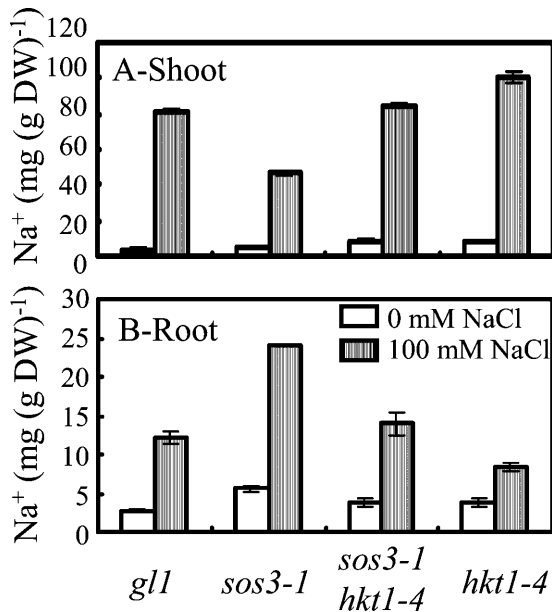 120
100
80
60
40
20
0
Na⁺ (mg (g DW)⁻¹
A-Shoot
30
25
20
15
10
5
0
Na⁺ (mg (g DW)⁻¹
B-Root
0 mM NaCl
100 mM NaCl
gl1
sos3-1
sos3-1
hkt1-4
hkt1-4